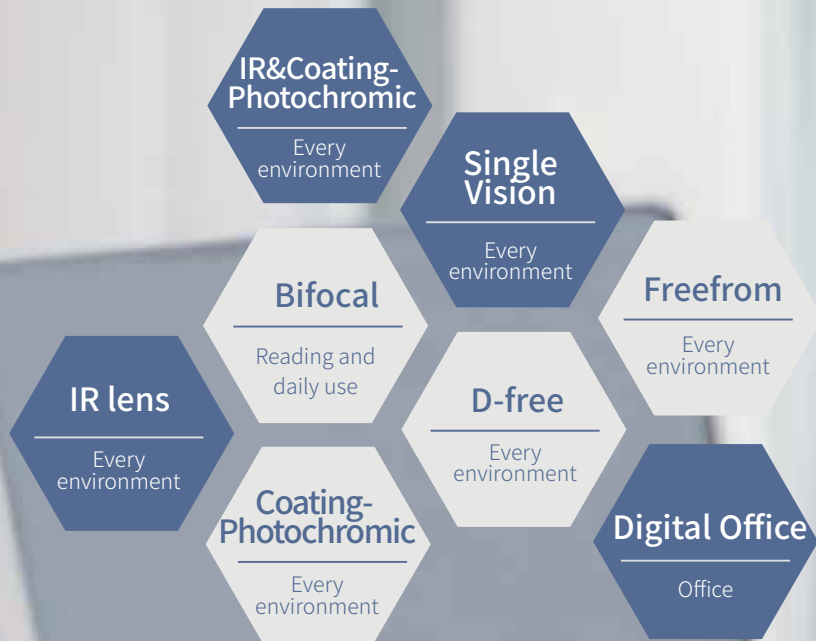 IR&Coating-
Photochromic
Every
environment
Single
Vision
Every
environment
Bifocal
Reading and
daily use
Freefrom
Every
environment
IR lens
Every
environment
D-free
Every
environment
Coating-
Photochromic
Every
environment
Digital Office
Office